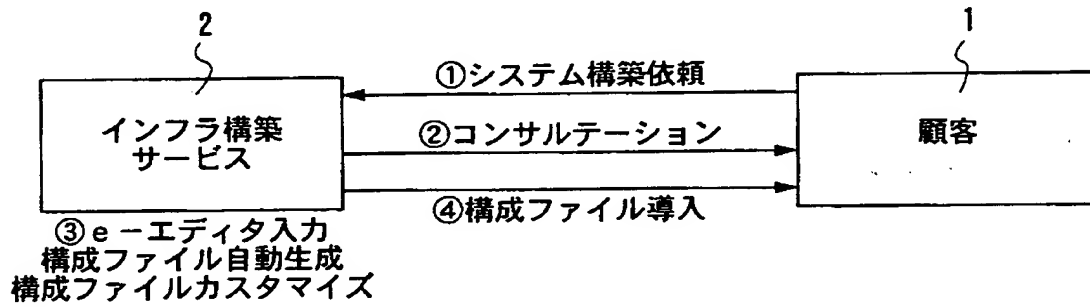 2
1
①システム構築依頼
インフラ構築
サービス
②コンサルテーション
顧客
④構成ファイル導入
③e-エディタ入力
構成ファイル自動生成
構成ファイルカスタマイズ